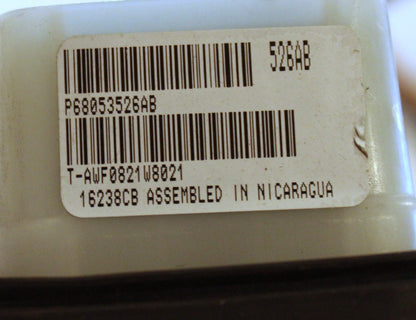 526AB
P68053526AB
T-AWF0821W8021
16238CB ASSEMBLED IN NICARAGUA